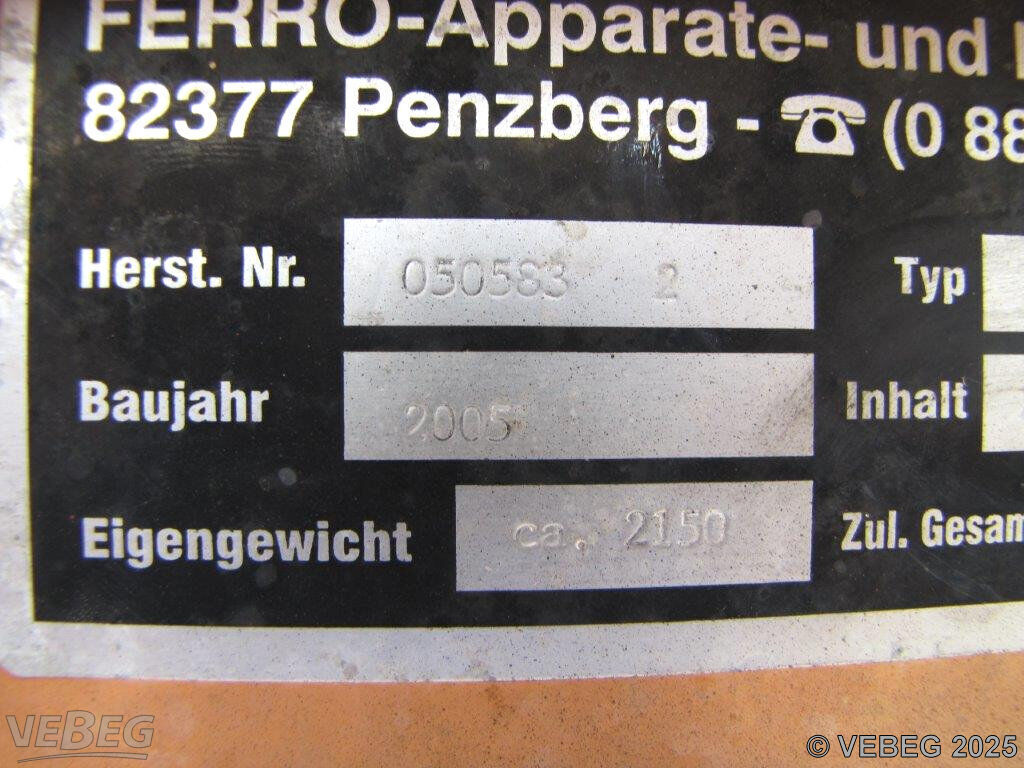 FERRO-Apparate- und
82377 Penzberg - ☎ (0 88
Herst. Nr. 050583 2 Typ
Baujahr 2005 Inhalt
Eigengewicht ca. 2150 Zul. Gesam
VEBEG
© VEBEG 2025